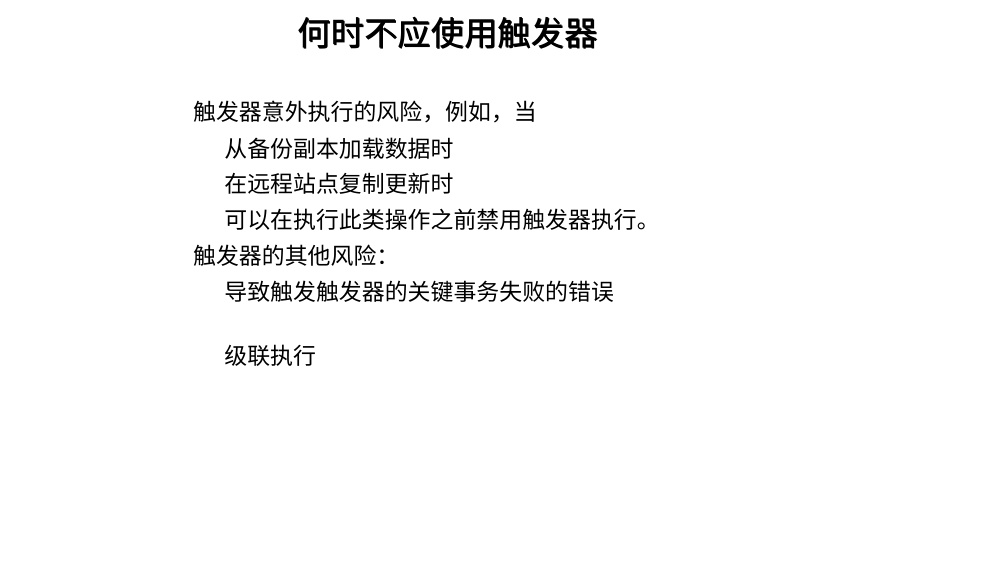 何时不应使用触发器
触发器意外执行的风险，例如，当
从备份副本加载数据时
在远程站点复制更新时
可以在执行此类操作之前禁用触发器执行。
触发器的其他风险：
导致触发触发器的关键事务失败的错误
级联执行